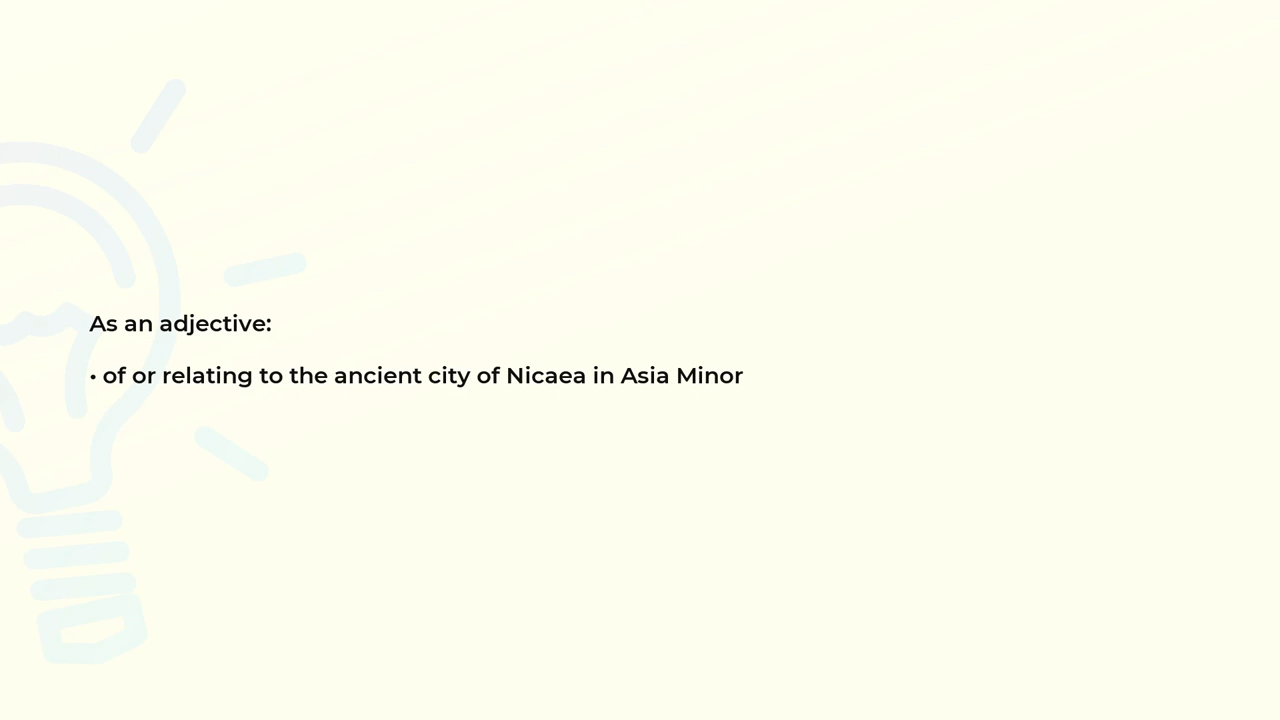 As an adjective:
• of or relating to the ancient city of Nicaea in Asia Minor